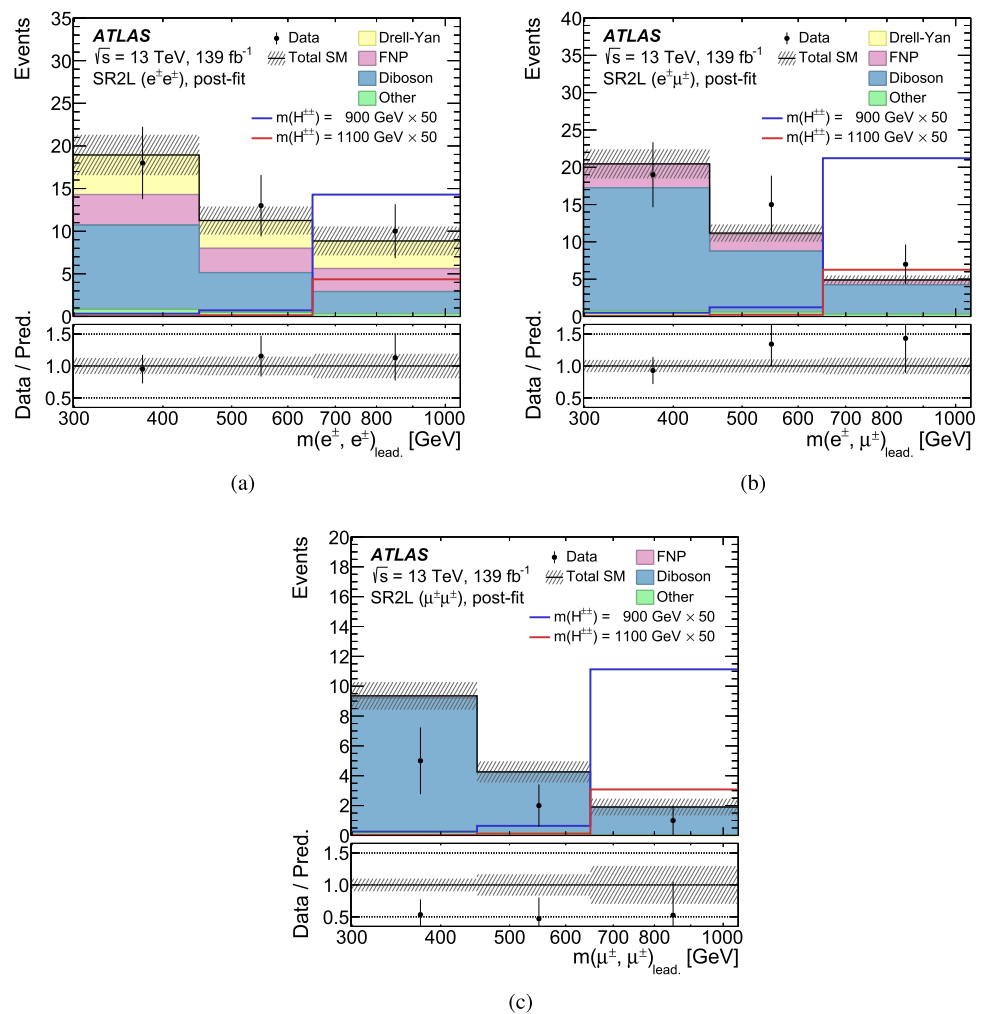 Events
35
30
25
20
15
10
5
0
ATLAS
√s = 13 TeV, 139 fb⁻¹
SR2L (e±e±), post-fit
Data
Total SM
Drell-Yan
FNP
Diboson
Other
m(H±±) = 900 GeV × 50
m(H±±) = 1100 GeV × 50
Data / Pred.
1.5
1.0
0.5
300 400 500 600 700 800 1000
m(e±, e±)lead. [GeV]
(a)
Events
40
35
30
25
20
15
10
5
0
ATLAS
√s = 13 TeV, 139 fb⁻¹
SR2L (e±μ±), post-fit
Data
Total SM
Drell-Yan
FNP
Diboson
Other
m(H±±) = 900 GeV × 50
m(H±±) = 1100 GeV × 50
Data / Pred.
1.5
1.0
0.5
300 400 500 600 700 800 1000
m(e±, μ±)lead. [GeV]
(b)
Events
20
18
16
14
12
10
8
6
4
2
0
ATLAS
√s = 13 TeV, 139 fb⁻¹
SR2L (μ±μ±), post-fit
Data
Total SM
FNP
Diboson
Other
m(H±±) = 900 GeV × 50
m(H±±) = 1100 GeV × 50
Data / Pred.
1.5
1.0
0.5
300 400 500 600 700 800 1000
m(μ±, μ±)lead. [GeV]
(c)